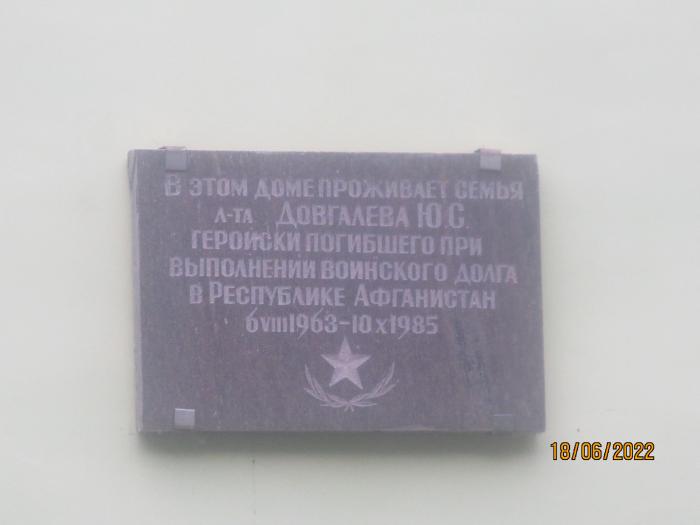 В ЭТОМ ДОМЕ ПРОЖИВАЕТ СЕМЬЯ
Л-ТА ДОВГАЛЕВА Ю.С.
ГЕРОЙСКИ ПОГИБШЕГО ПРИ
ВЫПОЛНЕНИИ ВОИНСКОГО ДОЛГА
В РЕСПУБЛИКЕ АФГАНИСТАН
6 VIII 1963-10 X 1985
18/06/2022